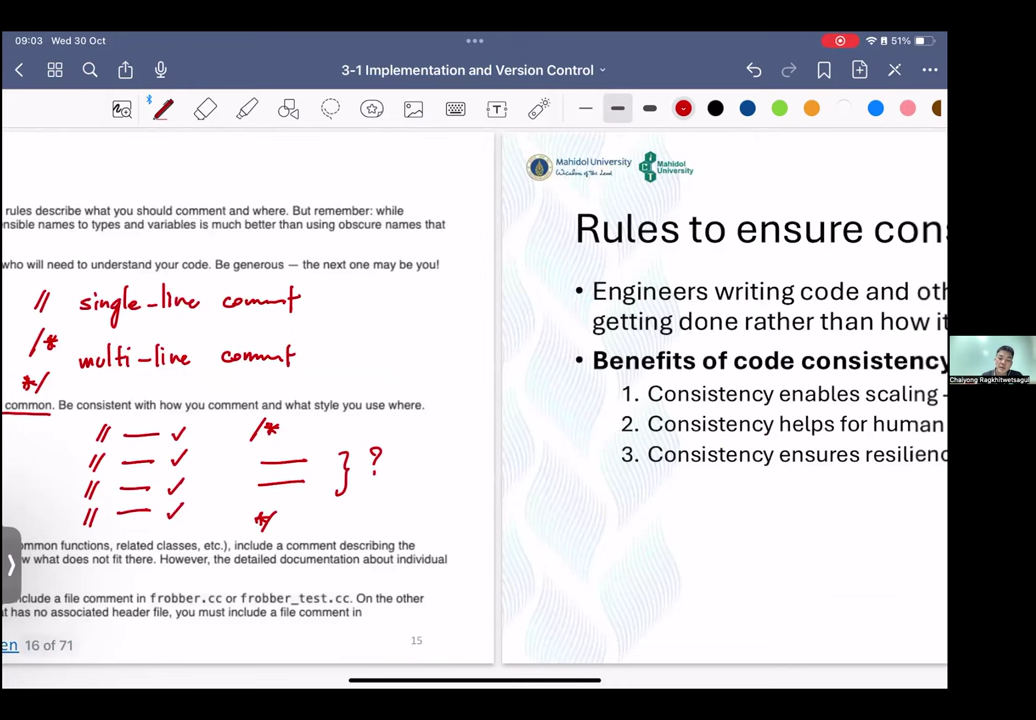 09:03 Wed 30 Oct
51%
3-1 Implementation and Version Control
rules describe what you should comment and where. But remember: while
nsible names to types and variables is much better than using obscure names that
who will need to understand your code. Be generous — the next one may be you!
// single-line comment
/*
multi-line comment
*/
common. Be consistent with how you comment and what style you use where.
// — ✓ /*
// — ✓
// — ✓
// — ✓ */
} ?
ommon functions, related classes, etc.), include a comment describing the
w what does not fit there. However, the detailed documentation about individual
nclude a file comment in frobber.cc or frobber_test.cc. On the other
t has no associated header file, you must include a file comment in
en 16 of 71
15
Mahidol University
Wisdom of the Land
ICT
Mahidol
University
Rules to ensure con
• Engineers writing code and oth
getting done rather than how it
• Benefits of code consistency
1. Consistency enables scaling -
2. Consistency helps for human
3. Consistency ensures resilienc
Chaiyong Ragkhitwetsagul